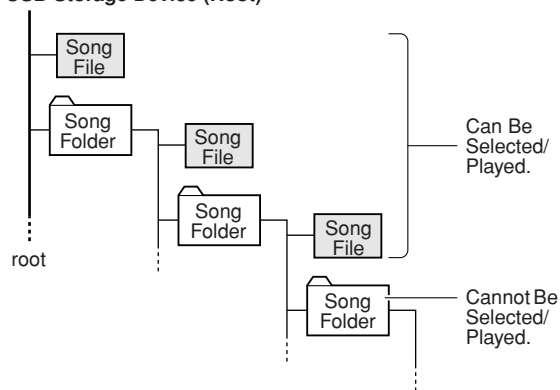 USB Storage Device (Root)
Song
File
Song
Folder
Song
File
Song
Folder
Song
File
Song
Folder
root
Can Be
Selected/
Played.
Cannot Be
Selected/
Played.